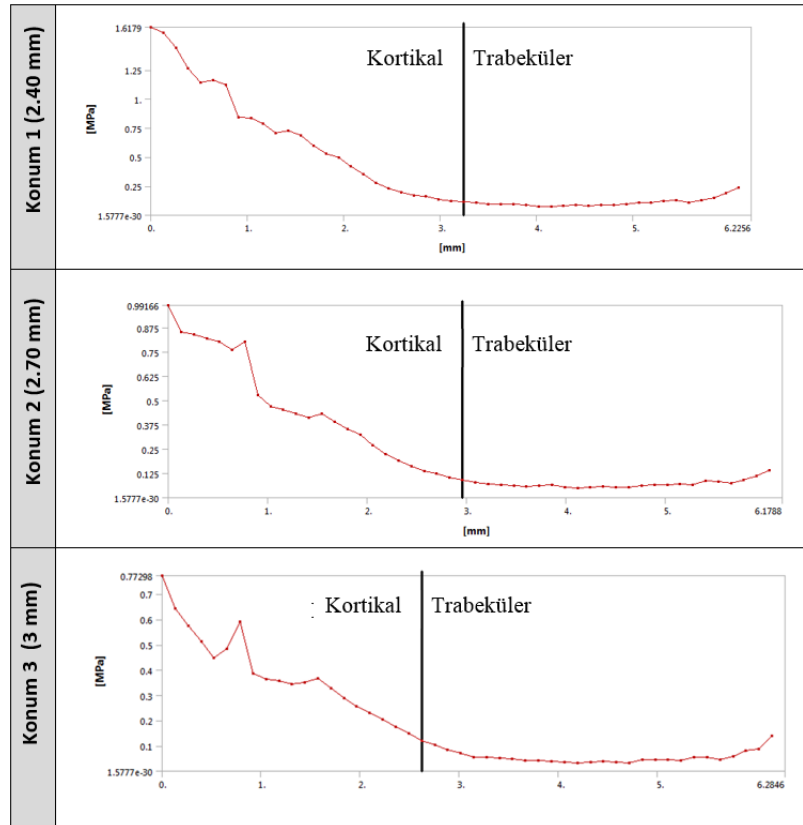 Konum 1 (2.40 mm)
1.6179
1.25
1.
0.75
0.5
0.25
1.5777e-30
[MPa]
Kortikal
Trabeküler
0.
1.
2.
3.
4.
5.
6.2256
[mm]
Konum 2 (2.70 mm)
0.99166
0.875
0.75
0.625
0.5
0.375
0.25
0.125
1.5777e-30
[MPa]
Kortikal
Trabeküler
0.
1.
2.
3.
4.
5.
6.1788
[mm]
Konum 3 (3 mm)
0.77298
0.7
0.6
0.5
0.4
0.3
0.2
0.1
1.5777e-30
[MPa]
Kortikal
Trabeküler
0.
1.
2.
3.
4.
5.
6.2846